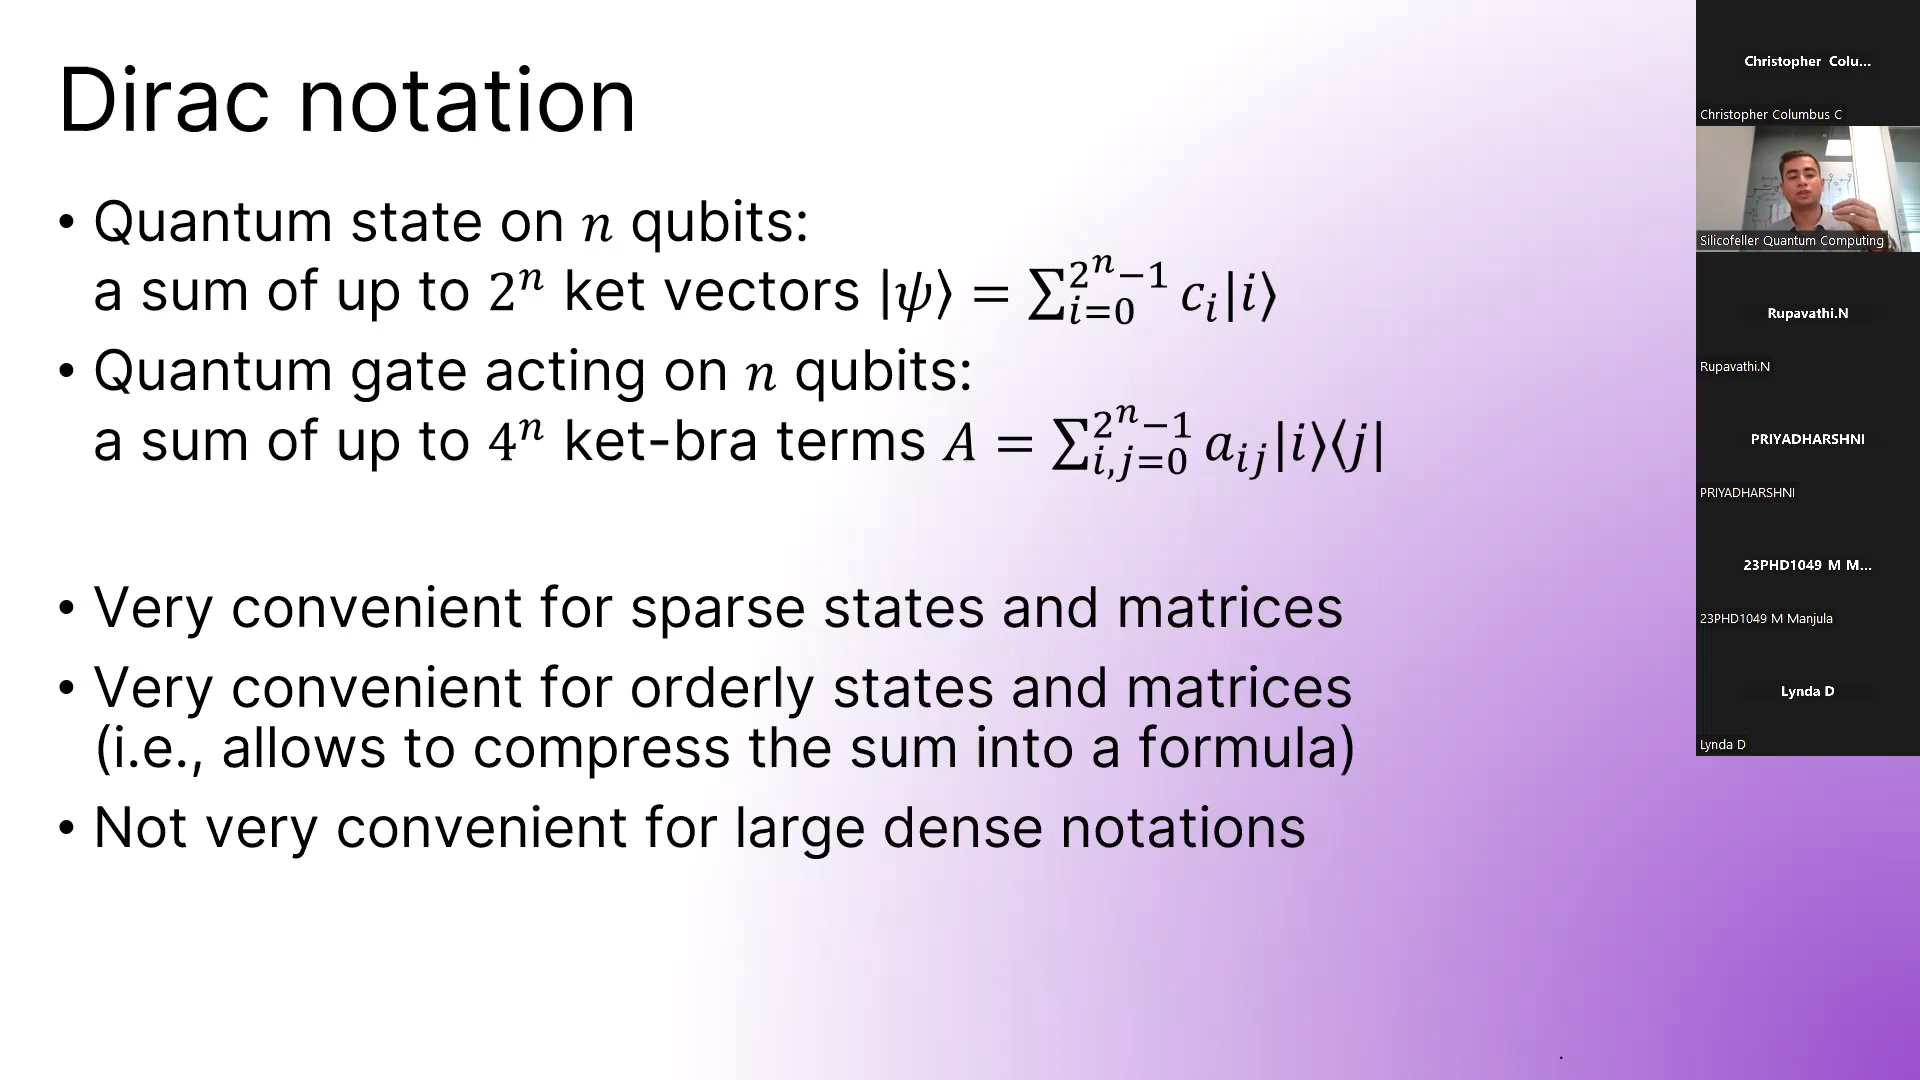 Dirac notation
• Quantum state on n qubits:
a sum of up to 2ⁿ ket vectors |ψ⟩ = ∑_{i=0}^{2ⁿ−1} c_i|i⟩
• Quantum gate acting on n qubits:
a sum of up to 4ⁿ ket-bra terms A = ∑_{i,j=0}^{2ⁿ−1} a_{ij}|i⟩⟨j|
• Very convenient for sparse states and matrices
• Very convenient for orderly states and matrices
(i.e., allows to compress the sum into a formula)
• Not very convenient for large dense notations
Christopher Colu...
Christopher Columbus C
Silicofeller Quantum Computing
Rupavathi.N
Rupavathi.N
PRIYADHARSHNI
PRIYADHARSHNI
23PHD1049 M M...
23PHD1049 M Manjula
Lynda D
Lynda D